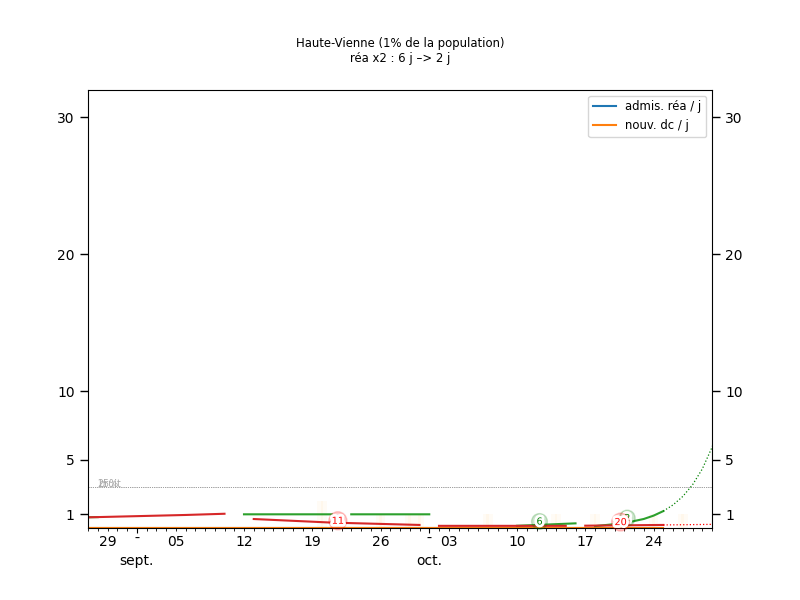 Haute-Vienne (1% de la population)
réa x2 : 6 j –> 2 j
admis. réa / j
nouv. dc / j
30 30
20 20
10 10
5 5
1 1
11
6
20
29 - 05 12 19 26 - 03 10 17 24
sept. oct.